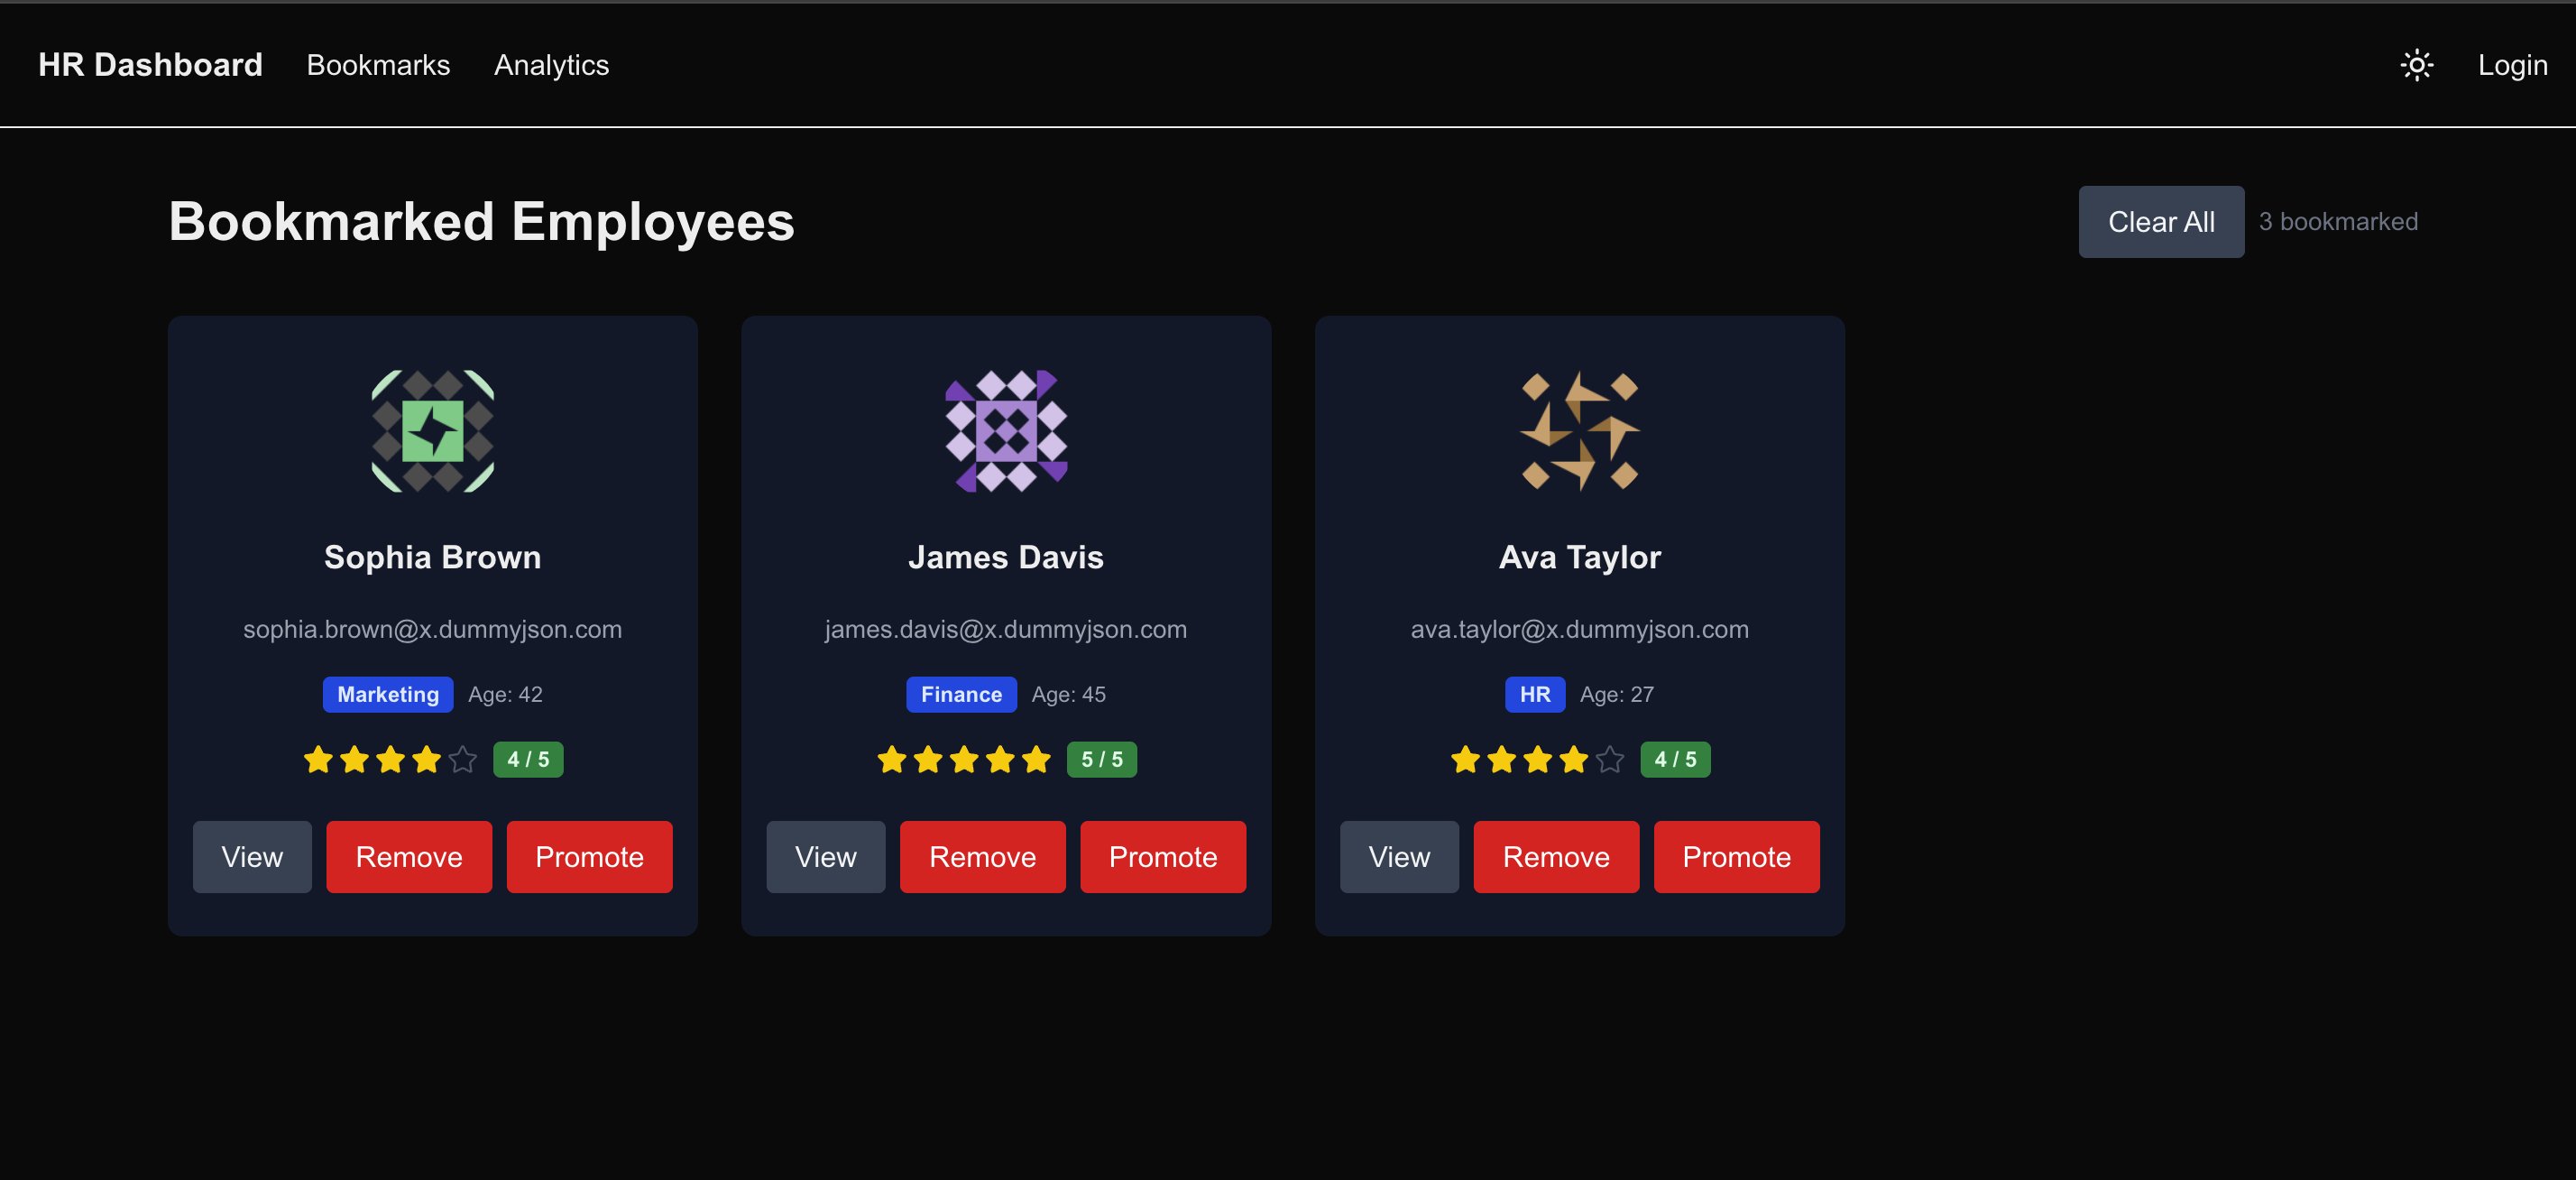 HR Dashboard Bookmarks Analytics Login
Bookmarked Employees Clear All 3 bookmarked
Sophia Brown
sophia.brown@x.dummyjson.com
Marketing Age: 42
4 / 5
View Remove Promote
James Davis
james.davis@x.dummyjson.com
Finance Age: 45
5 / 5
View Remove Promote
Ava Taylor
ava.taylor@x.dummyjson.com
HR Age: 27
4 / 5
View Remove Promote